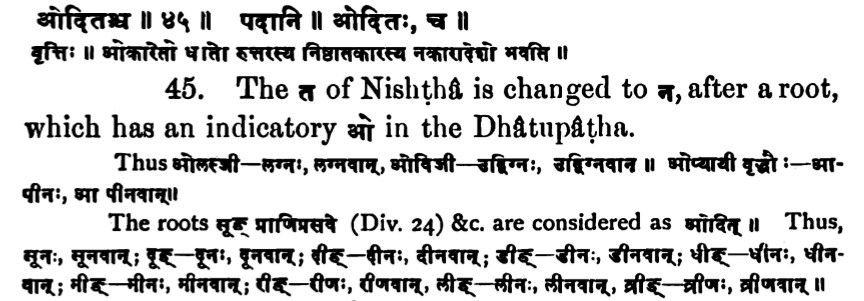 ओदितश्च ॥ ४५ ॥ पदानि ॥ ओदितः, च ॥
वृत्तिः ॥ ओकारेतो धातो रुत्तरस्य निष्ठातकारस्य नकारादेशो भवति ॥
45. The त of Nishṭhâ is changed to न, after a root,
which has an indicatory ओ in the Dhâtupâṭha.
Thus ओलस्जी—लग्नः, लग्नवान्, ओविजी—उद्विग्नः, उद्विग्नवान ॥ ओप्यायी वृद्धौ :—आ-
पीनः, आ पीनवान्॥
The roots सूङ् प्राणिप्रसवे (Div. 24) &c. are considered as ओदित् ॥ Thus,
सूनः, सूनवान्; दूङ्—दूनः, दूनवान्; दीङ्—दीनः, दीनवान्; डीङ्—डीनः, डीनवान्; धीङ्—धीनः, धीन-
वान्; मीङ्—मीनः, मीनवान्; रीङ्—रीणः, रीणवान्, लीङ्—लीनः, लीनवान्, व्रीङ्—व्रीणः, व्रीणवान् ॥